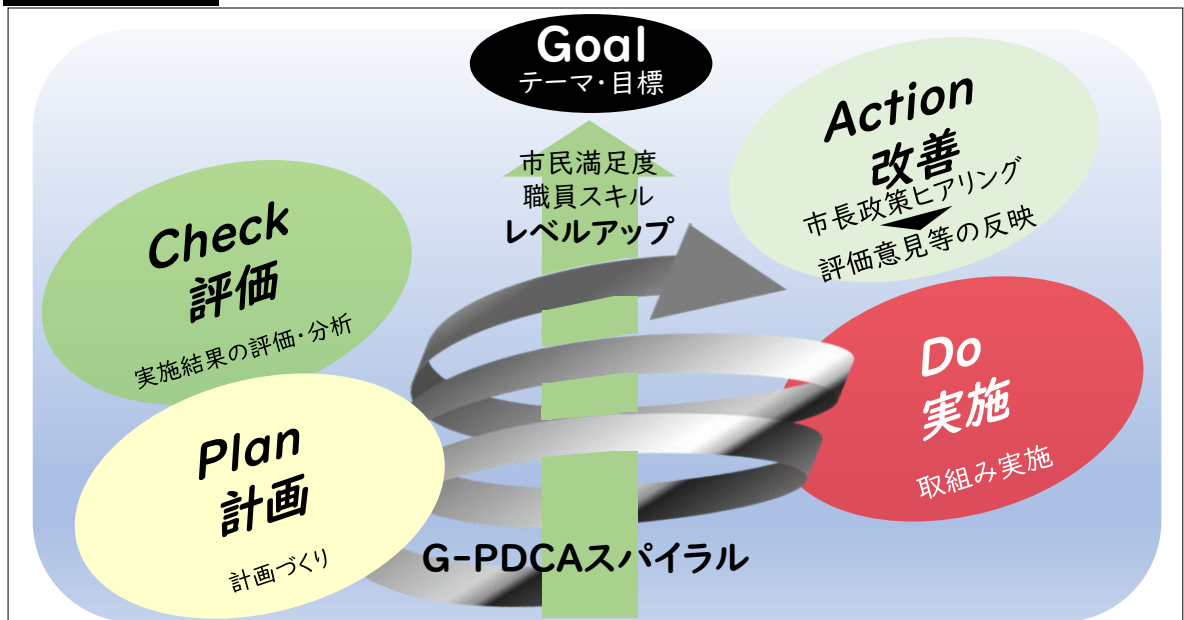 Goal
テーマ・目標
市民満足度
職員スキル
レベルアップ
Action
改善
市長政策ヒアリング
評価意見等の反映
Check
評価
実施結果の評価・分析
Do
実施
取組み実施
Plan
計画
計画づくり
G-PDCAスパイラル